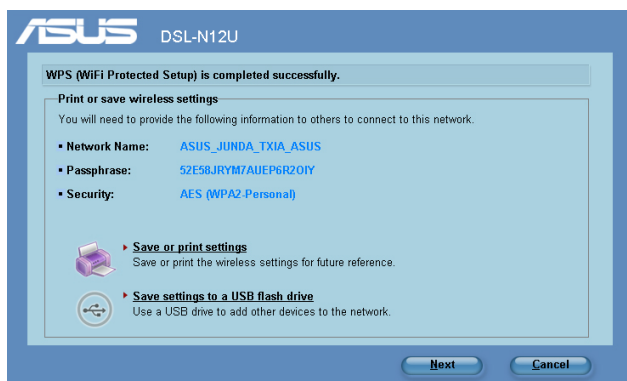 ASUS DSL-N12U
WPS (WiFi Protected Setup) is completed successfully.
Print or save wireless settings
You will need to provide the following information to others to connect to this network.
▪ Network Name: ASUS_JUNDA_TXIA_ASUS
▪ Passphrase: 52E58JRYM7AUEP6R2OIY
▪ Security: AES (WPA2-Personal)
Save or print settings
Save or print the wireless settings for future reference.
Save settings to a USB flash drive
Use a USB drive to add other devices to the network.
Next Cancel